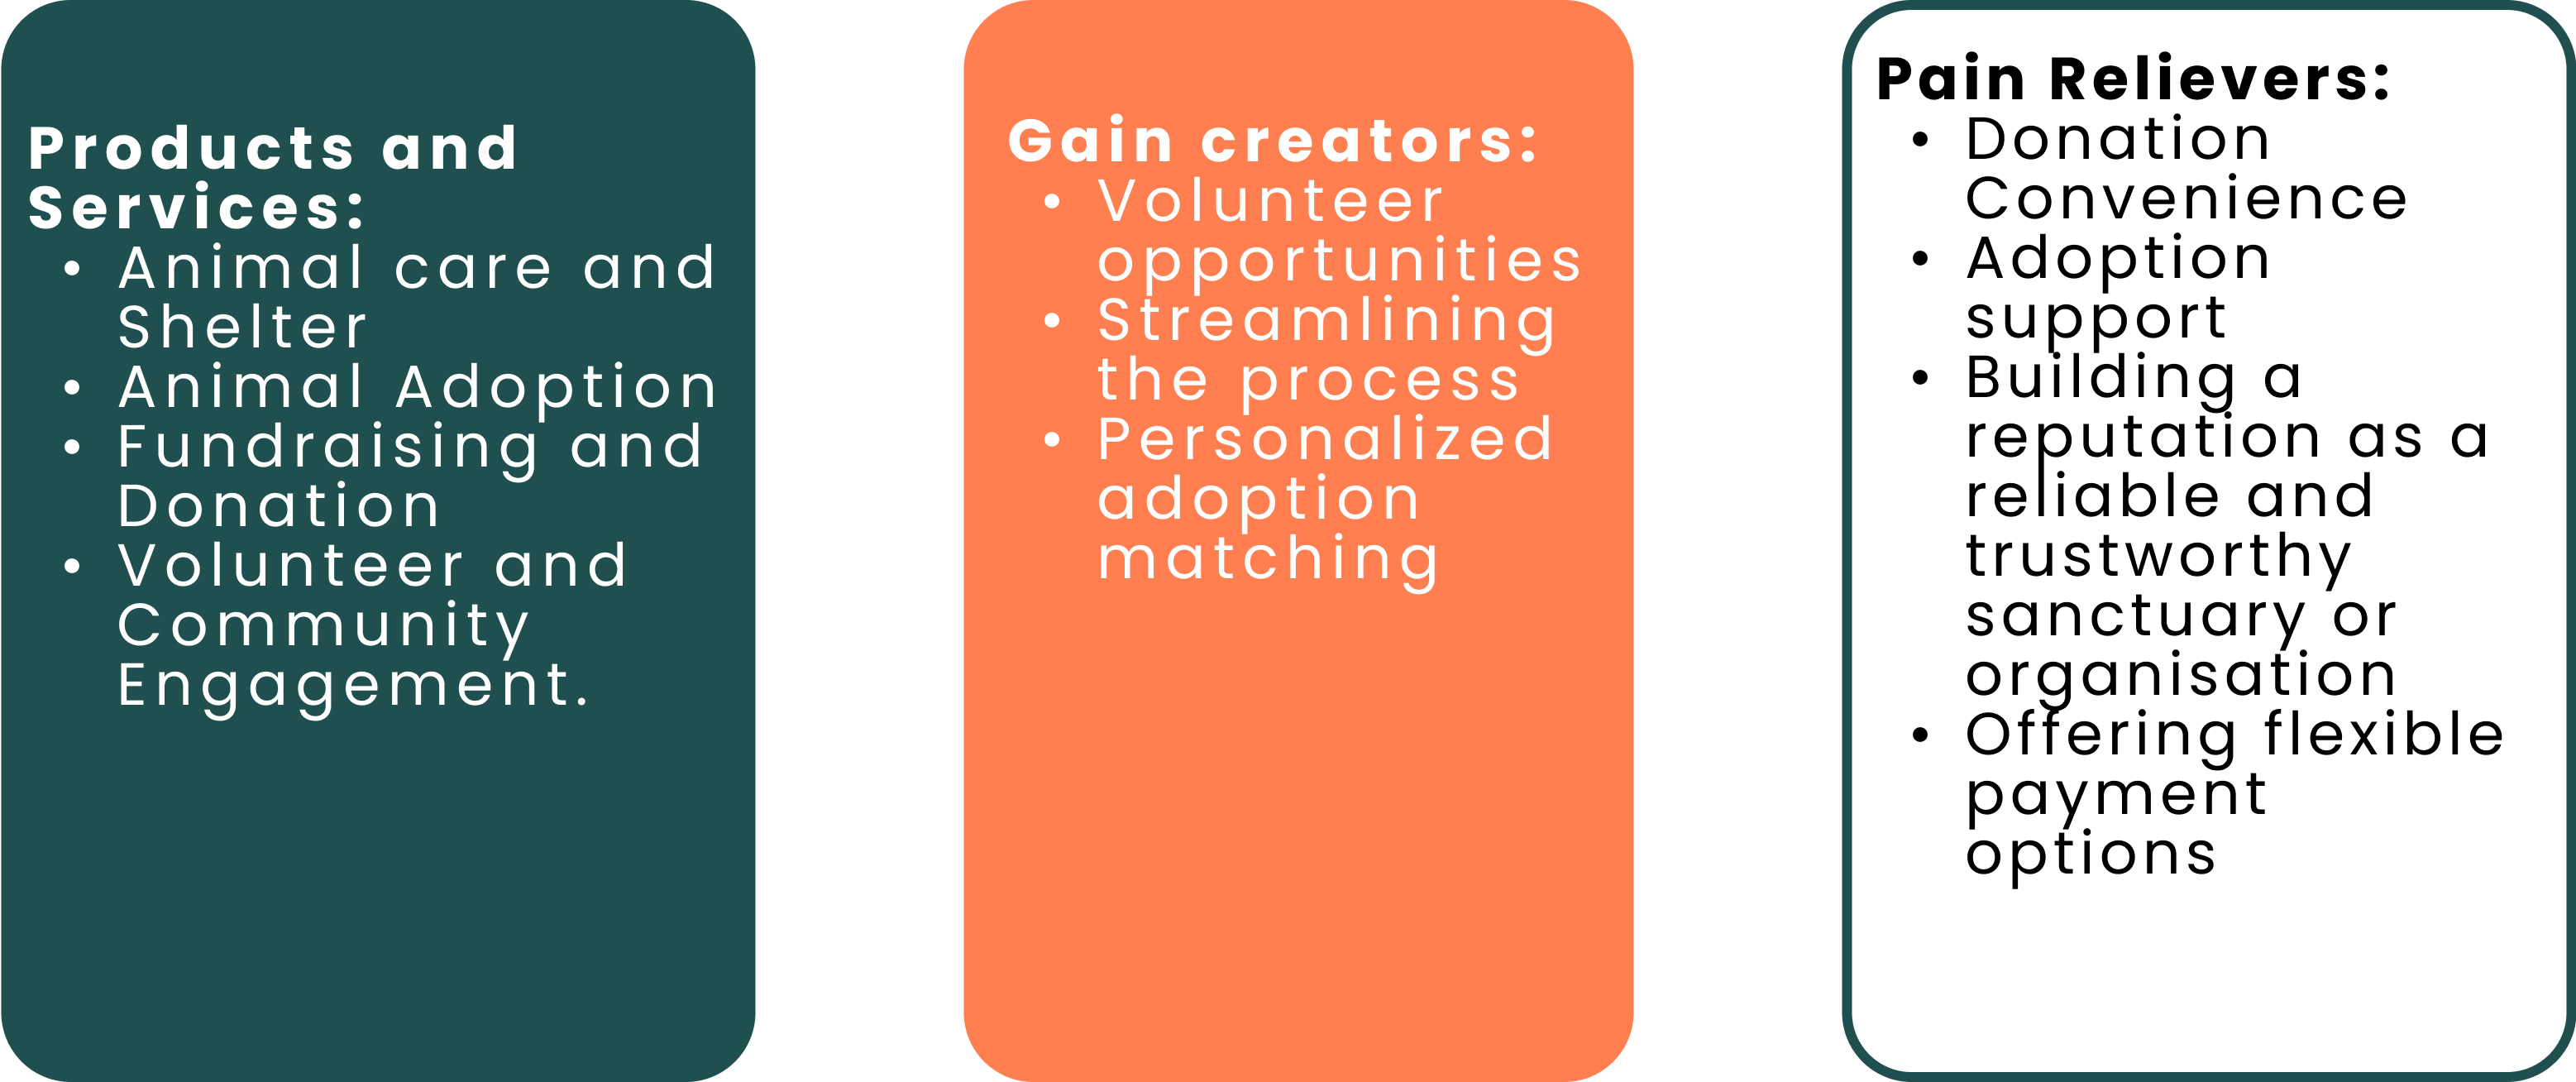 Products and
Services:
• Animal care and
Shelter
• Animal Adoption
• Fundraising and
Donation
• Volunteer and
Community
Engagement.
Gain creators:
• Volunteer
opportunities
• Streamlining
the process
• Personalized
adoption
matching
Pain Relievers:
• Donation
Convenience
• Adoption
support
• Building a
reputation as a
reliable and
trustworthy
sanctuary or
organisation
• Offering flexible
payment
options